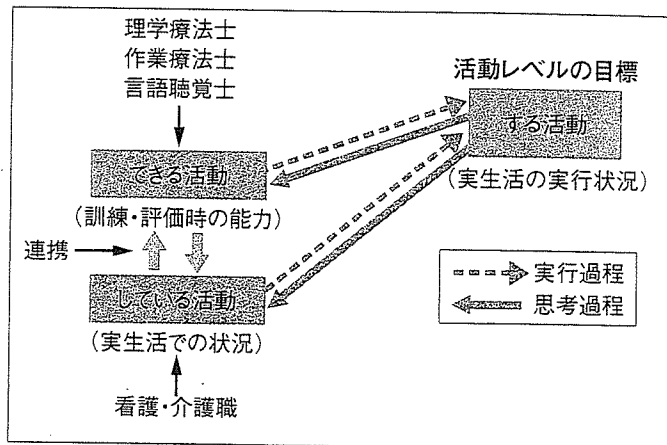 理学療法士
作業療法士
言語聴覚士
活動レベルの目標
する活動
(実生活の実行状況)
できる活動
(訓練・評価時の能力)
連携
している活動
(実生活での状況)
看護・介護職
実行過程
思考過程